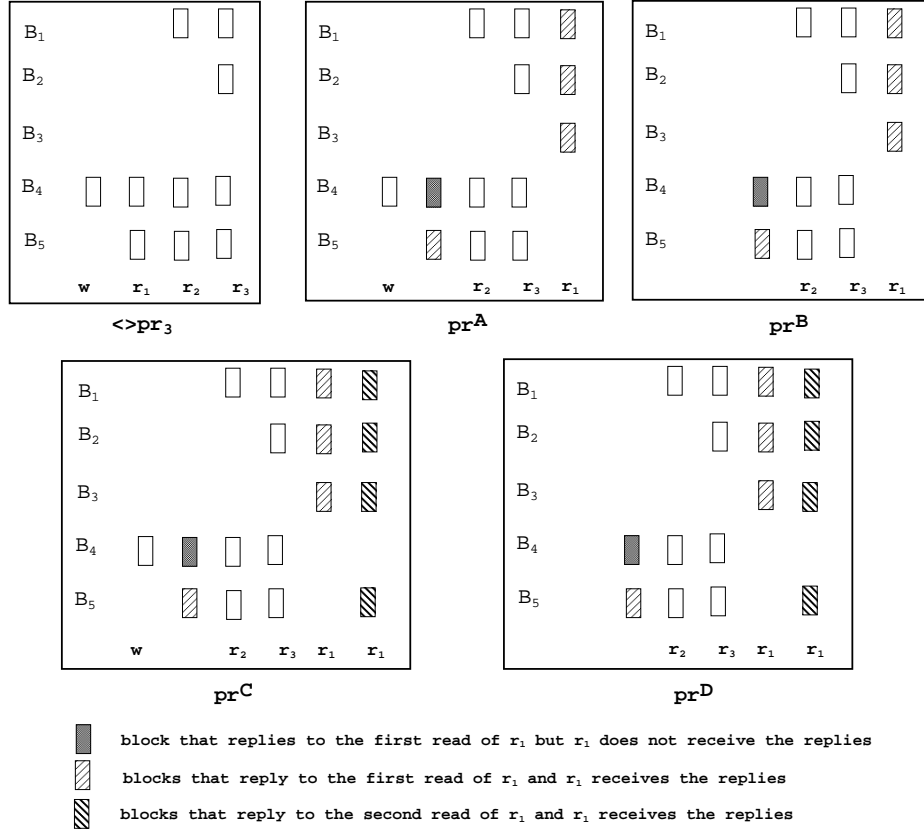 B₁ B₁ B₁
B₂ B₂ B₂
B₃ B₃ B₃
B₄ B₄ B₄
B₅ B₅ B₅
w r₁ r₂ r₃ w r₂ r₃ r₁ r₂ r₃ r₁
<>pr₃ prᴬ prᴮ
B₁ B₁
B₂ B₂
B₃ B₃
B₄ B₄
B₅ B₅
w r₂ r₃ r₁ r₁ r₂ r₃ r₁ r₁
prᶜ prᴰ
block that replies to the first read of r₁ but r₁ does not receive the replies
blocks that reply to the first read of r₁ and r₁ receives the replies
blocks that reply to the second read of r₁ and r₁ receives the replies